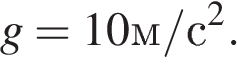 g = 10м/с².